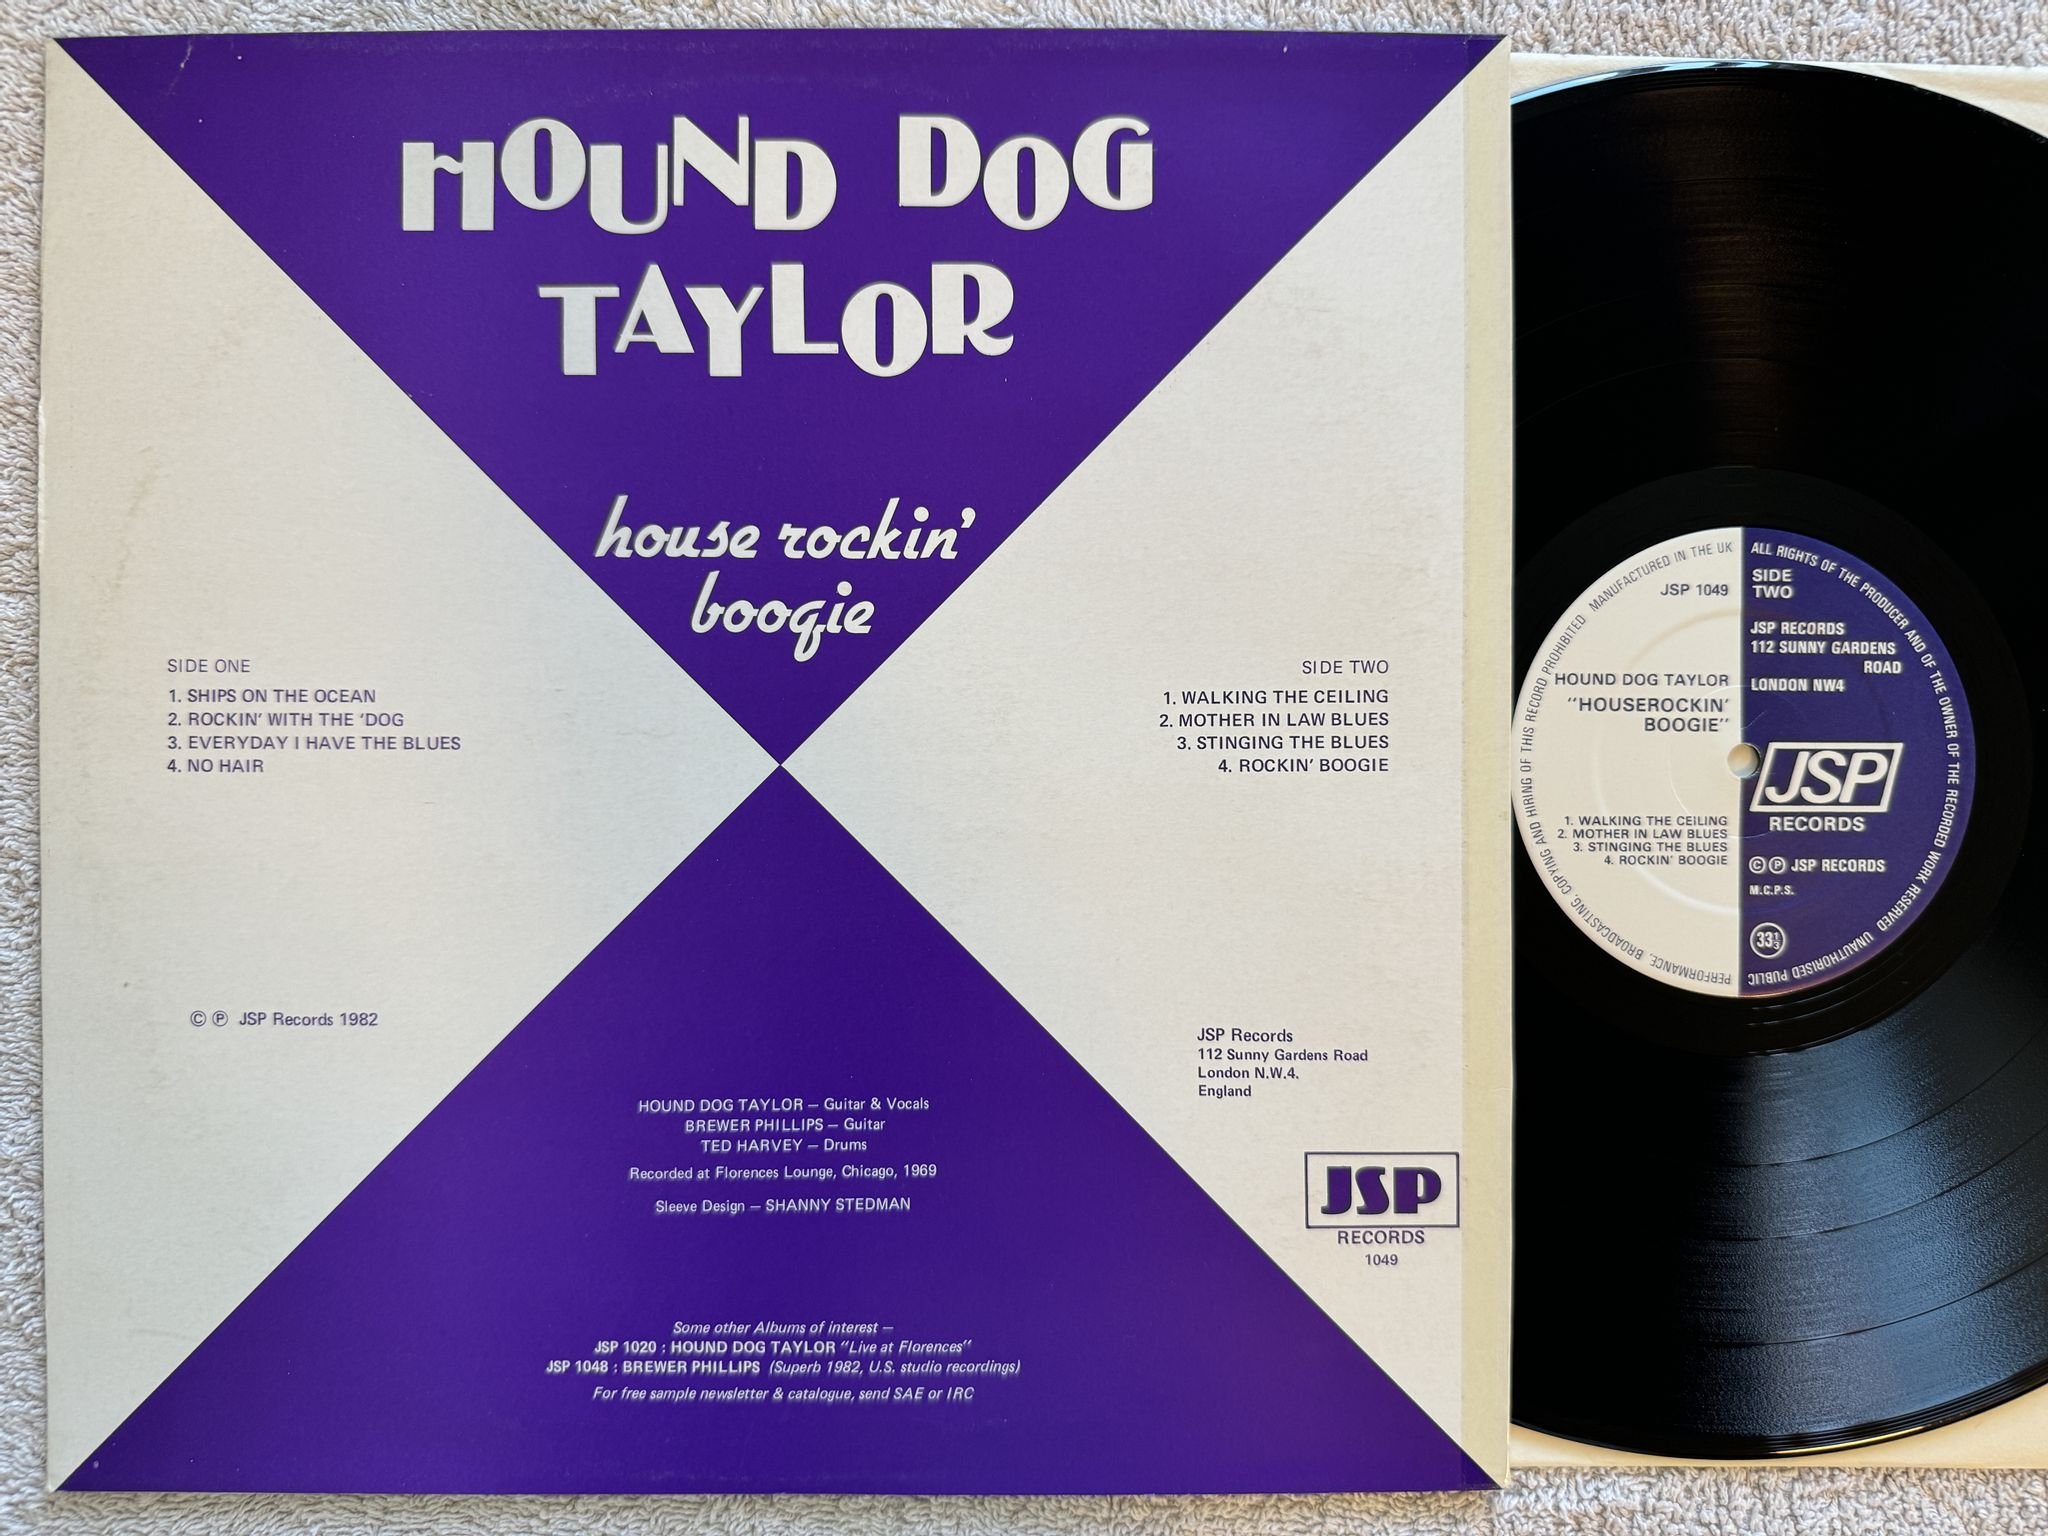 HOUND DOG
TAYLOR
house rockin'
boogie
SIDE ONE
1. SHIPS ON THE OCEAN
2. ROCKIN' WITH THE 'DOG
3. EVERYDAY I HAVE THE BLUES
4. NO HAIR
SIDE TWO
1. WALKING THE CEILING
2. MOTHER IN LAW BLUES
3. STINGING THE BLUES
4. ROCKIN' BOOGIE
© ℗ JSP Records 1982
JSP Records
112 Sunny Gardens Road
London N.W.4.
England
HOUND DOG TAYLOR – Guitar & Vocals
BREWER PHILLIPS – Guitar
TED HARVEY – Drums
Recorded at Florences Lounge, Chicago, 1969
Sleeve Design – SHANNY STEDMAN
JSP
RECORDS
1049
Some other Albums of interest –
JSP 1020 : HOUND DOG TAYLOR "Live at Florences"
JSP 1048 : BREWER PHILLIPS (Superb 1982, U.S. studio recordings)
For free sample newsletter & catalogue, send SAE or IRC
MANUFACTURED IN THE UK
ALL RIGHTS OF THE PRODUCER AND OF THE OWNER OF THE RECORDED WORK RESERVED UNAUTHORISED PUBLIC PERFORMANCE, BROADCASTING, COPYING AND HIRING OF THIS RECORD PROHIBITED
JSP 1049
HOUND DOG TAYLOR
"HOUSEROCKIN'
BOOGIE"
1. WALKING THE CEILING
2. MOTHER IN LAW BLUES
3. STINGING THE BLUES
4. ROCKIN' BOOGIE
SIDE
TWO
JSP RECORDS
112 SUNNY GARDENS
ROAD
LONDON NW4
JSP
RECORDS
© ℗ JSP RECORDS
M.C.P.S.
33⅓